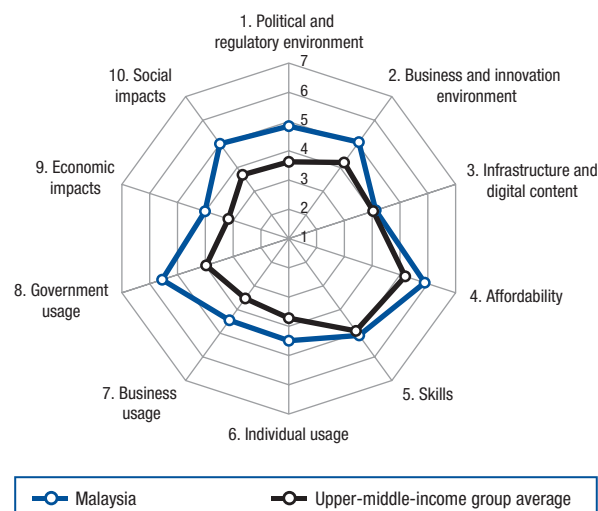 1. Political and
regulatory environment
10. Social
impacts
2. Business and innovation
environment
9. Economic
impacts
3. Infrastructure and
digital content
8. Government
usage
4. Affordability
7. Business
usage
5. Skills
6. Individual usage
7
6
5
4
3
2
1
Malaysia
Upper-middle-income group average